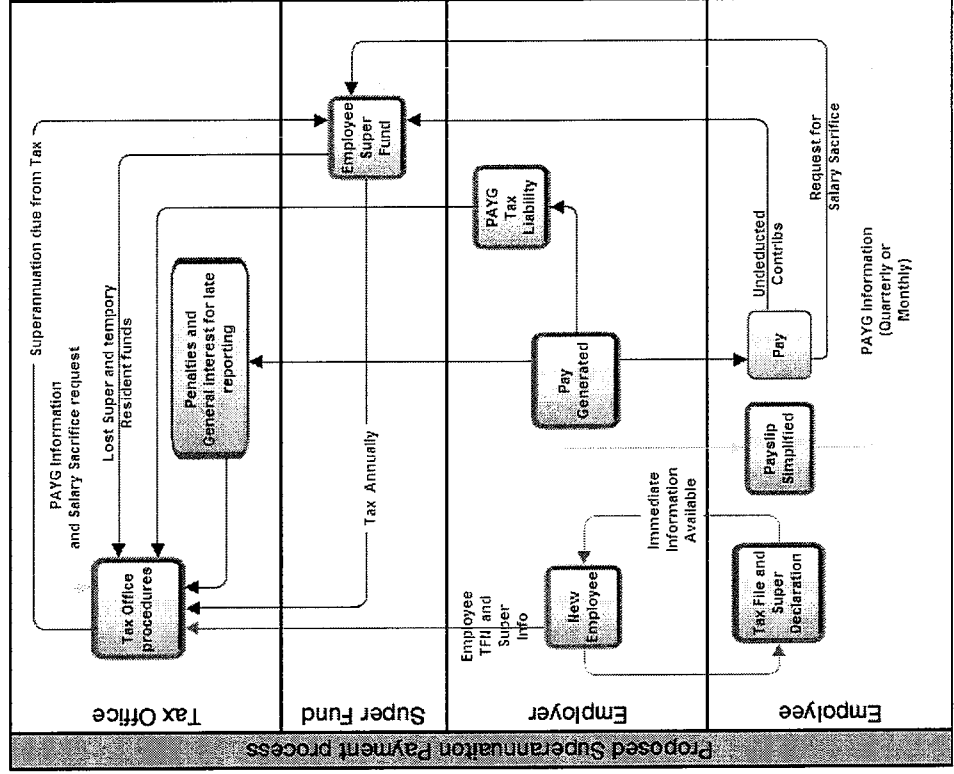 Proposed Superannuaiton Payment process
Tax Office
Super Fund
Employer
Empolyee
Superannuation due from Tax
PAYG Information
and Salary Sacrifice request
Lost Super and tempory
Resident funds
Tax Office
procedures
Penalties and
General interest for late
reporting
Tax Annually
Employee
Super
Fund
Employee
TFN and
Super
Info
New
Employee
Pay
Generated
PAYG
Tax
Liability
Immediate
Information
Available
Tax File and
Super
Declaration
Payslip
Simplified
Pay
Undeducted
Contribs
Request for
Salary Sacrifice
PAYG Information
(Quarterly or
Monthly)